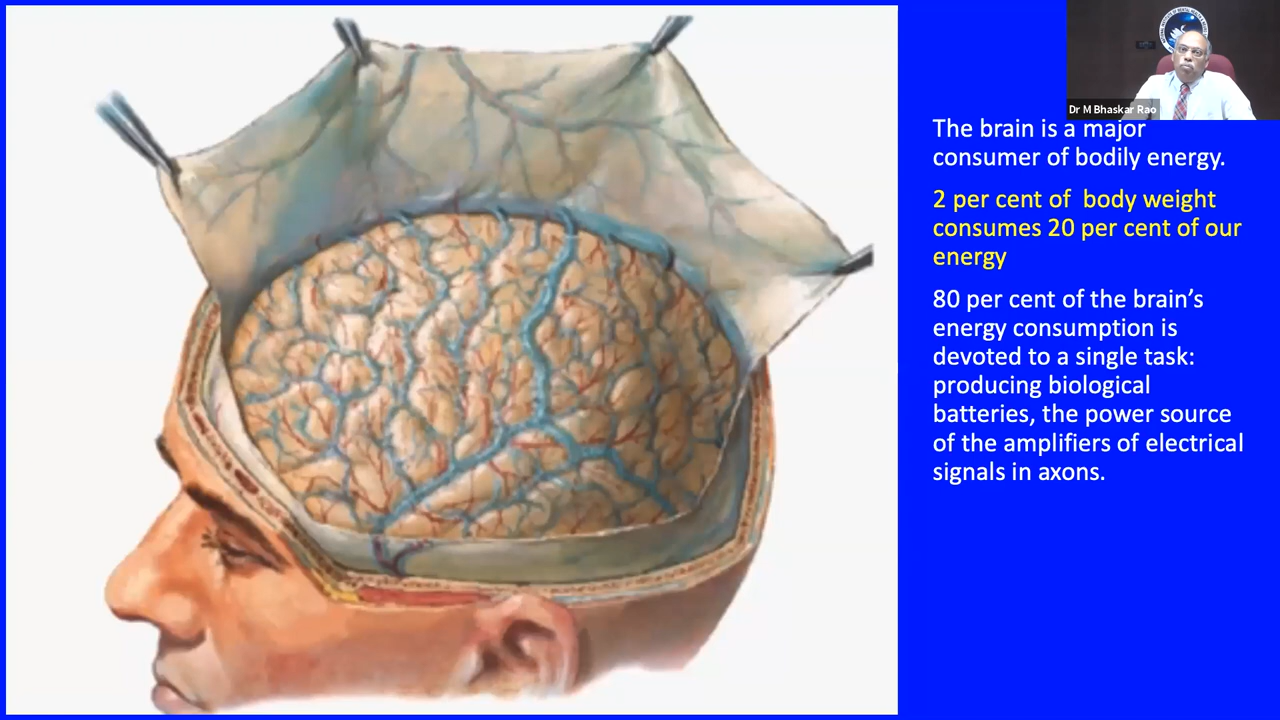 Dr M Bhaskar Rao
The brain is a major
consumer of bodily energy.
2 per cent of  body weight
consumes 20 per cent of our
energy
80 per cent of the brain’s
energy consumption is
devoted to a single task:
producing biological
batteries, the power source
of the amplifiers of electrical
signals in axons.